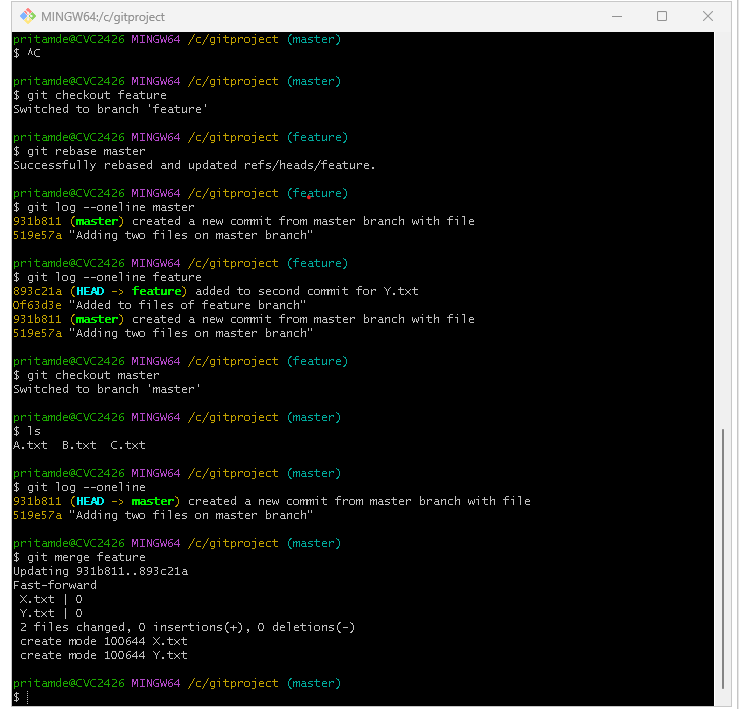 MINGW64:/c/gitproject
pritamde@CVC2426 MINGW64 /c/gitproject (master)
$ ^C
pritamde@CVC2426 MINGW64 /c/gitproject (master)
$ git checkout feature
Switched to branch 'feature'
pritamde@CVC2426 MINGW64 /c/gitproject (feature)
$ git rebase master
Successfully rebased and updated refs/heads/feature.
pritamde@CVC2426 MINGW64 /c/gitproject (feature)
$ git log --oneline master
931b811 (master) created a new commit from master branch with file
519e57a "Adding two files on master branch"
pritamde@CVC2426 MINGW64 /c/gitproject (feature)
$ git log --oneline feature
893c21a (HEAD -> feature) added to second commit for Y.txt
0f63d3e "Added to files of feature branch"
931b811 (master) created a new commit from master branch with file
519e57a "Adding two files on master branch"
pritamde@CVC2426 MINGW64 /c/gitproject (feature)
$ git checkout master
Switched to branch 'master'
pritamde@CVC2426 MINGW64 /c/gitproject (master)
$ ls
A.txt  B.txt  C.txt
pritamde@CVC2426 MINGW64 /c/gitproject (master)
$ git log --oneline
931b811 (HEAD -> master) created a new commit from master branch with file
519e57a "Adding two files on master branch"
pritamde@CVC2426 MINGW64 /c/gitproject (master)
$ git merge feature
Updating 931b811..893c21a
Fast-forward
 X.txt | 0
 Y.txt | 0
 2 files changed, 0 insertions(+), 0 deletions(-)
 create mode 100644 X.txt
 create mode 100644 Y.txt
pritamde@CVC2426 MINGW64 /c/gitproject (master)
$